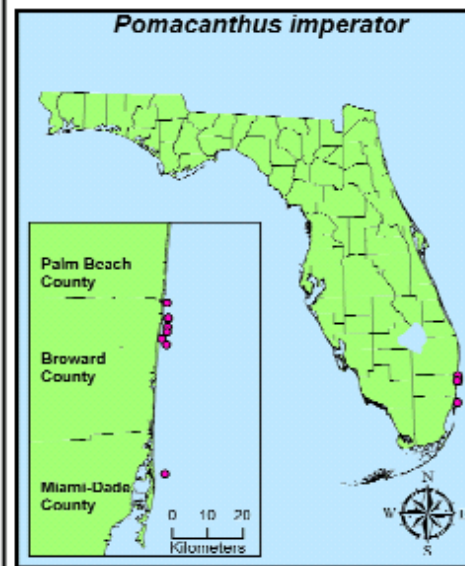 Pomacanthus imperator
Palm Beach
County
Broward
County
Miami-Dade
County
0 10 20
Kilometers
N
W
S